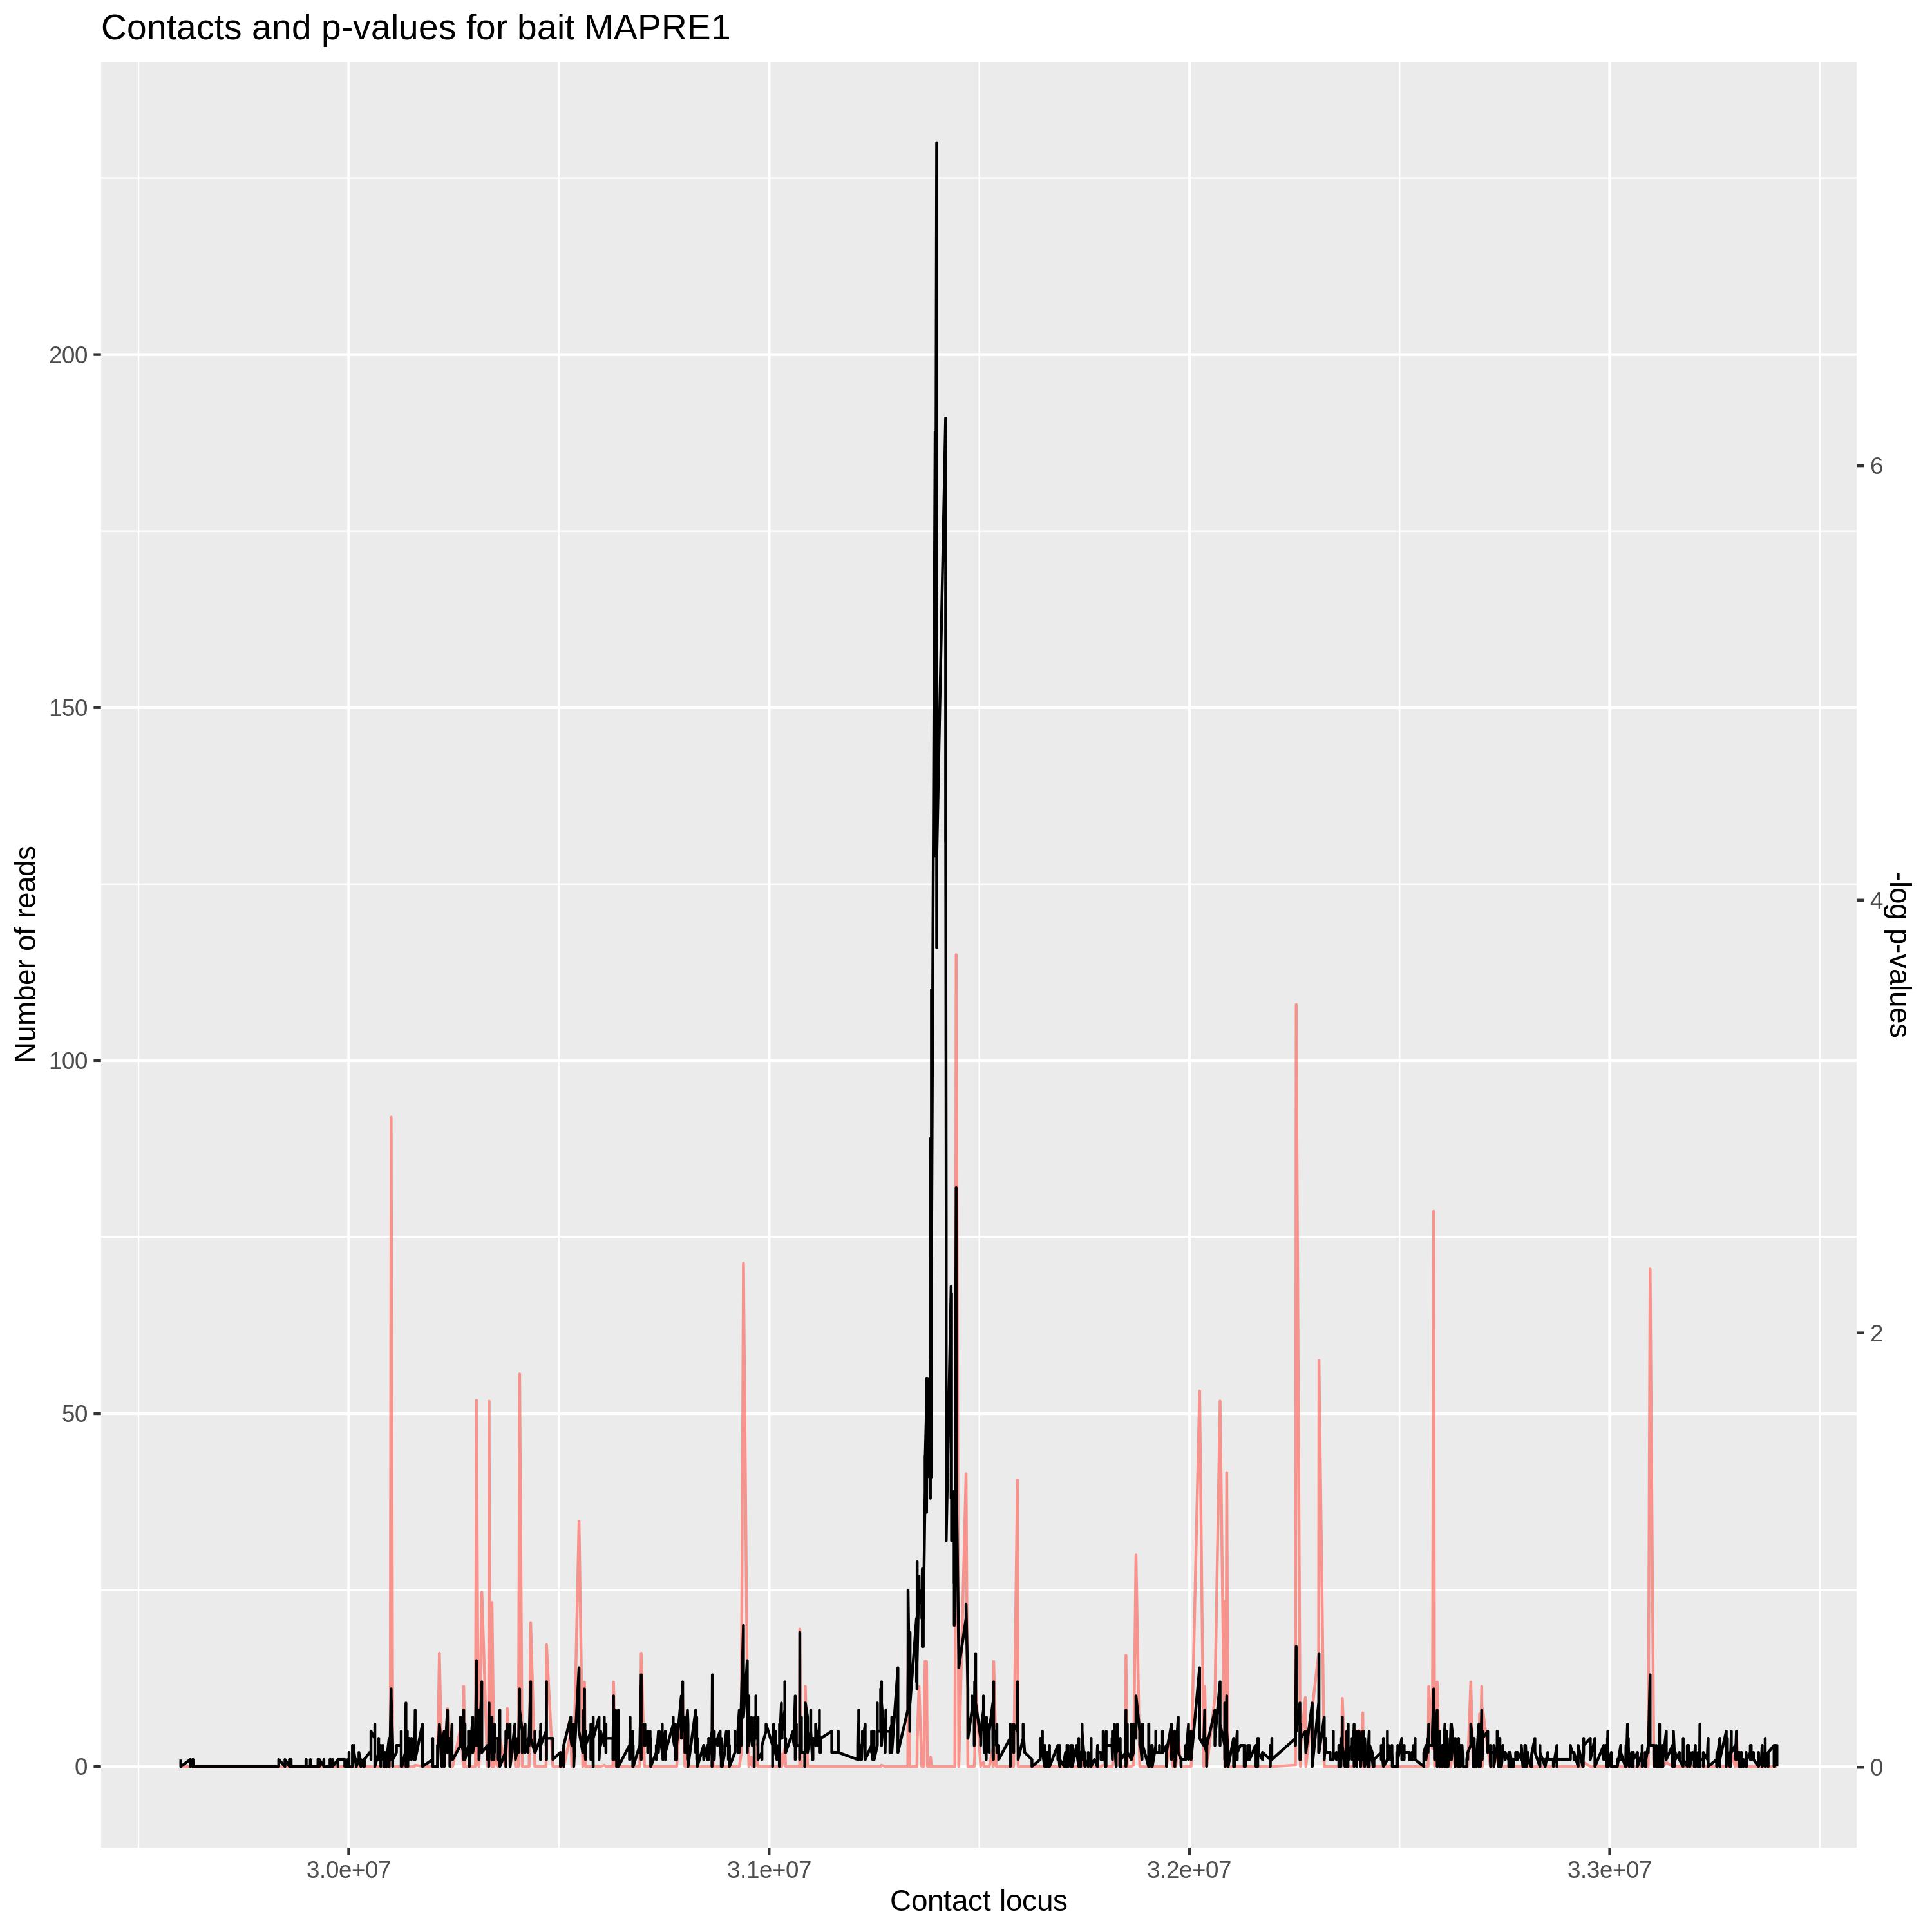 Contacts and p-values for bait MAPRE1
200
150
100
50
0
Number of reads
6
4
2
0
-log p-values
3.0e+07
3.1e+07
3.2e+07
3.3e+07
Contact locus